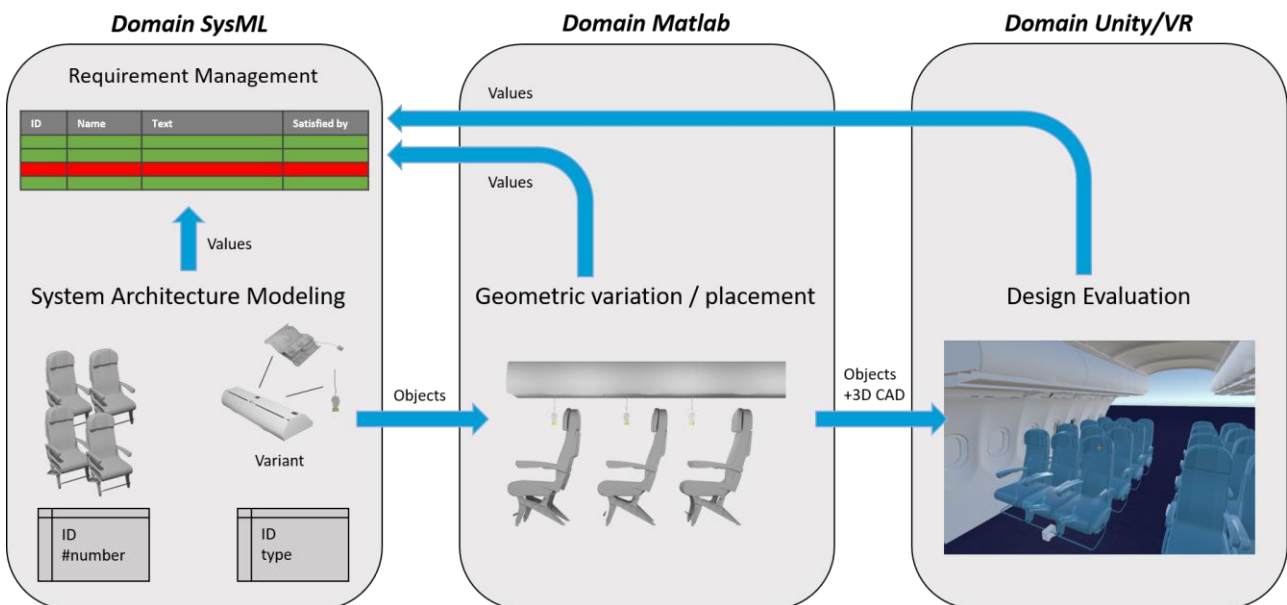 Domain SysML
Domain Matlab
Domain Unity/VR
Requirement Management
ID
Name
Text
Satisfied by
Values
Values
Values
System Architecture Modeling
Geometric variation / placement
Design Evaluation
Variant
Objects
Objects
+3D CAD
ID
#number
ID
type